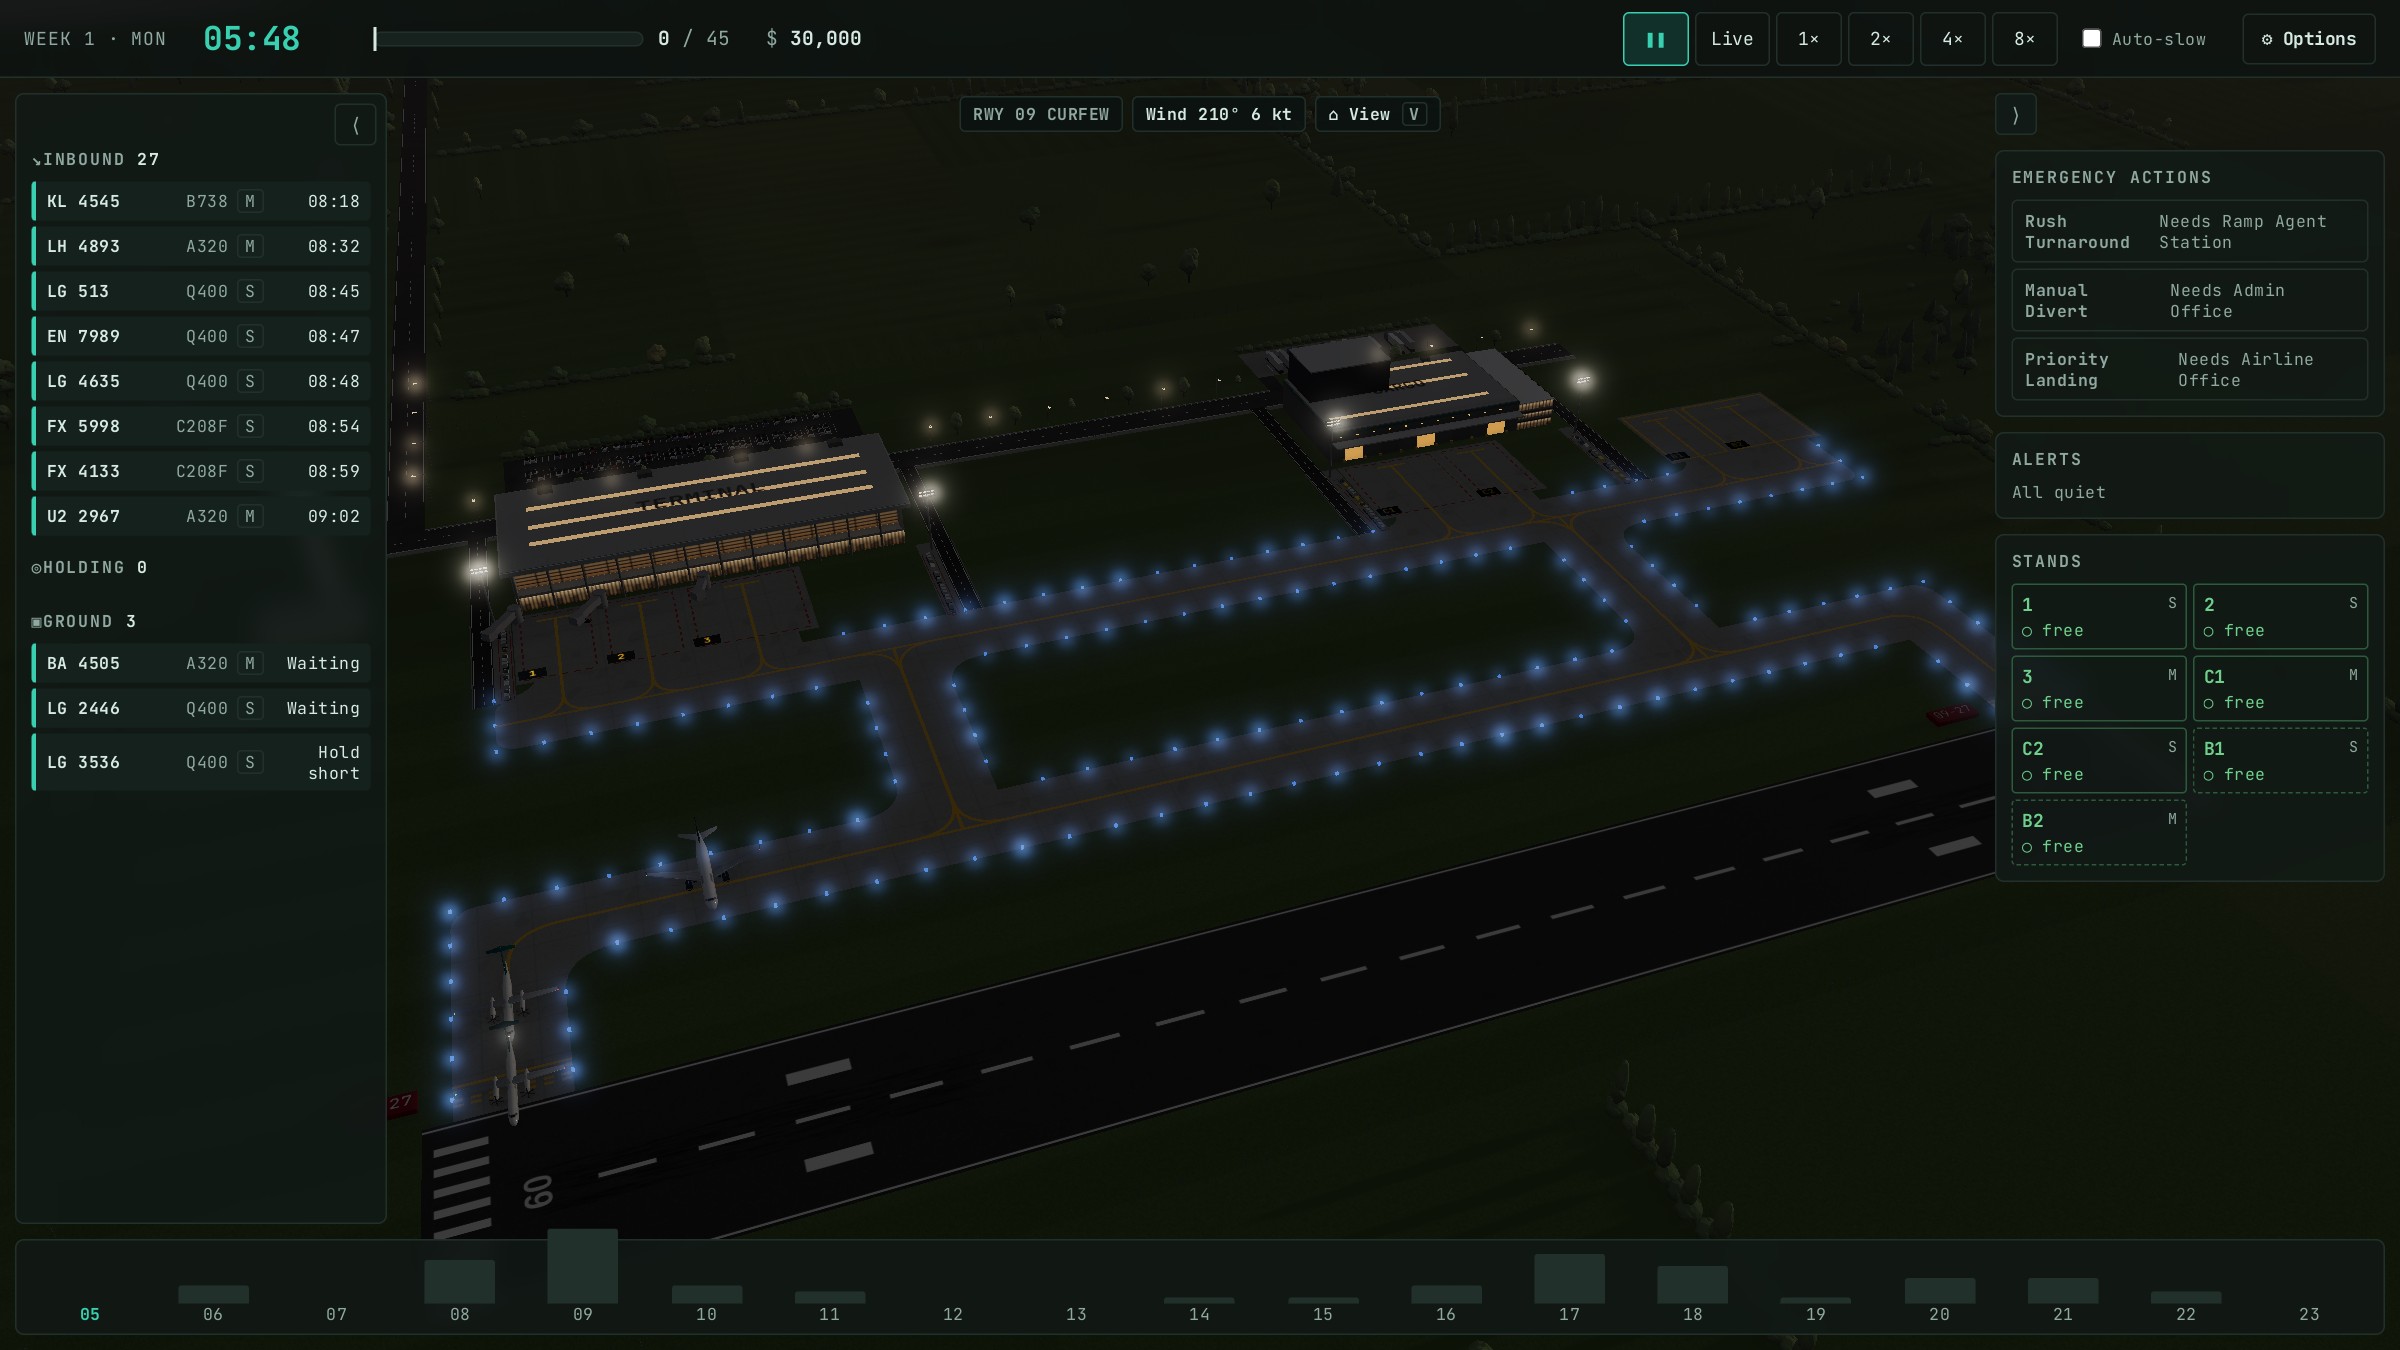 WEEK 1 · MON 05:48 0 / 45 $ 30,000 Live 1× 2× 4× 8× Auto-slow ⚙ Options
RWY 09 CURFEW Wind 210° 6 kt ⌂ View V
↘INBOUND 27
KL 4545 B738 M 08:18
LH 4893 A320 M 08:32
LG 513 Q400 S 08:45
EN 7989 Q400 S 08:47
LG 4635 Q400 S 08:48
FX 5998 C208F S 08:54
FX 4133 C208F S 08:59
U2 2967 A320 M 09:02
◎HOLDING 0
▣GROUND 3
BA 4505 A320 M Waiting
LG 2446 Q400 S Waiting
LG 3536 Q400 S Hold
short
TERMINAL
1
2
3
09-27
27
09
EMERGENCY ACTIONS
Rush Needs Ramp Agent
Turnaround Station
Manual Needs Admin
Divert Office
Priority Needs Airline
Landing Office
ALERTS
All quiet
STANDS
1 S
○ free
2 S
○ free
3 M
○ free
C1 M
○ free
C2 S
○ free
B1 S
○ free
B2 M
○ free
05 06 07 08 09 10 11 12 13 14 15 16 17 18 19 20 21 22 23